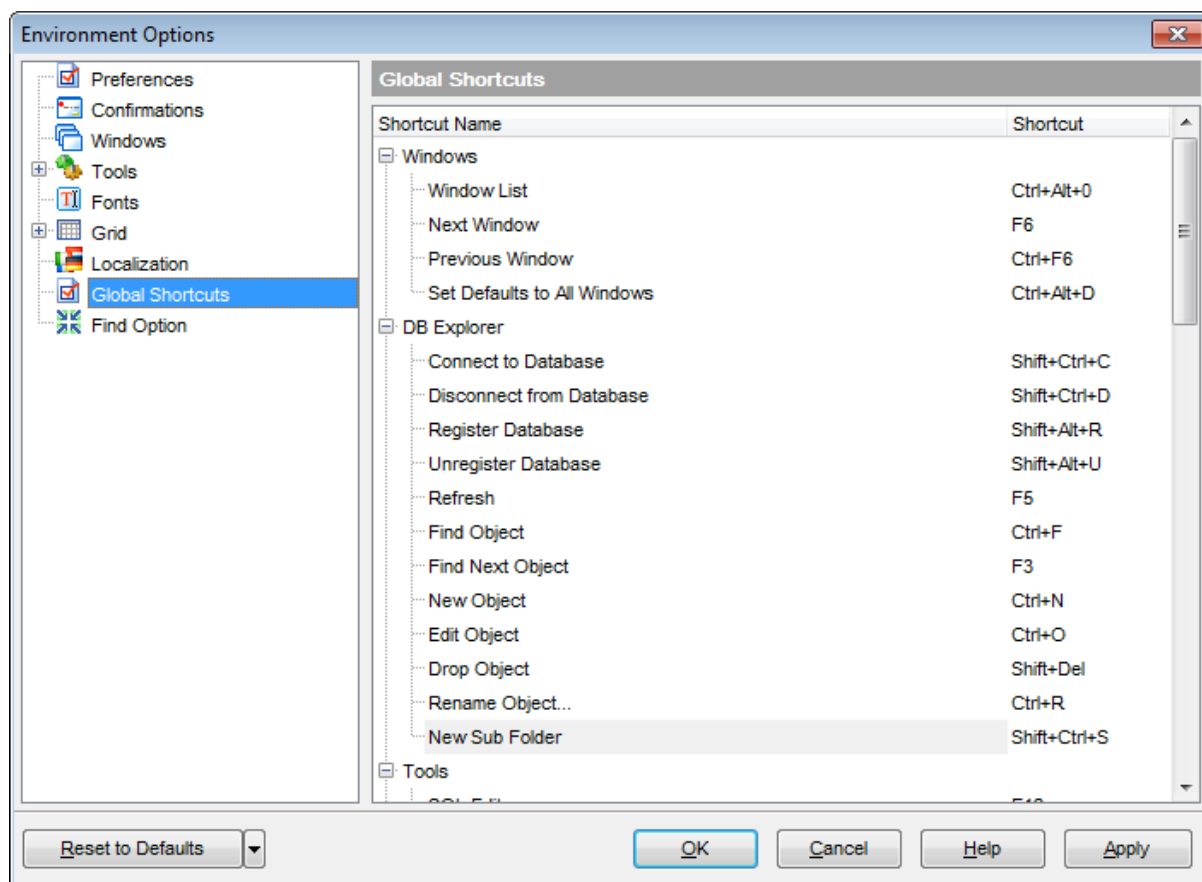 Environment Options
Preferences
Confirmations
Windows
Tools
Fonts
Grid
Localization
Global Shortcuts
Find Option
Global Shortcuts
Shortcut Name Shortcut
Windows
Window List Ctrl+Alt+0
Next Window F6
Previous Window Ctrl+F6
Set Defaults to All Windows Ctrl+Alt+D
DB Explorer
Connect to Database Shift+Ctrl+C
Disconnect from Database Shift+Ctrl+D
Register Database Shift+Alt+R
Unregister Database Shift+Alt+U
Refresh F5
Find Object Ctrl+F
Find Next Object F3
New Object Ctrl+N
Edit Object Ctrl+O
Drop Object Shift+Del
Rename Object... Ctrl+R
New Sub Folder Shift+Ctrl+S
Tools
Reset to Defaults OK Cancel Help Apply